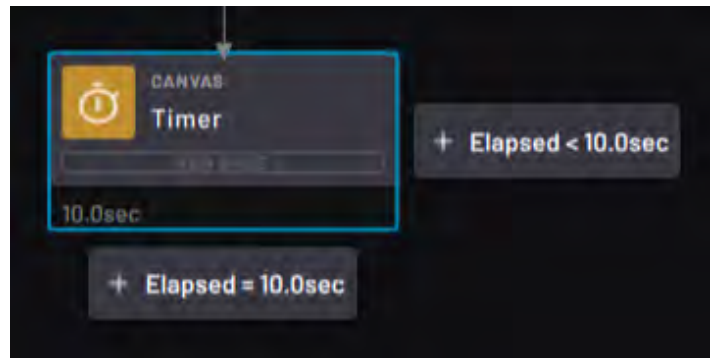 CANVAS
Timer
+ Elapsed < 10.0sec
10.0sec
+ Elapsed = 10.0sec